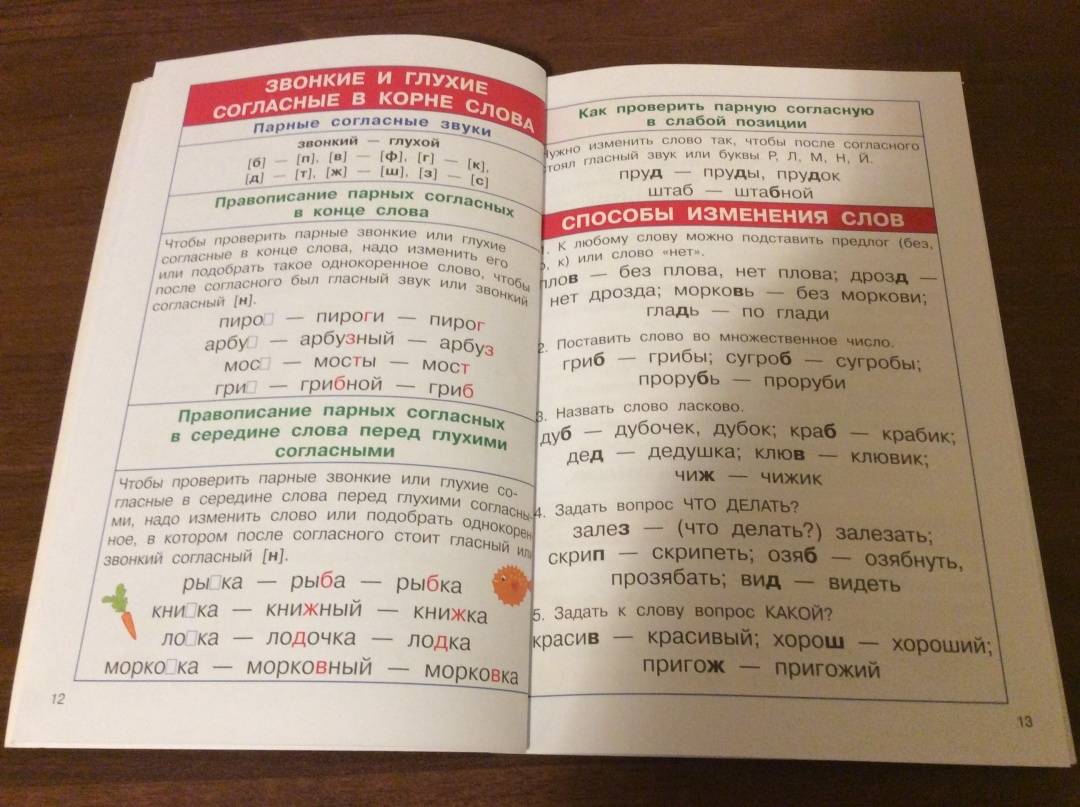 ЗВОНКИЕ И ГЛУХИЕ
СОГЛАСНЫЕ В КОРНЕ СЛОВА
Парные согласные звуки
звонкий — глухой
[б] — [п], [в] — [ф], [г] — [к],
[д] — [т], [ж] — [ш], [з] — [с]
Правописание парных согласных
в конце слова
Чтобы проверить парные звонкие или глухие
согласные в конце слова, надо изменить его
или подобрать такое однокоренное слово, чтобы
после согласного был гласный звук или звонкий
согласный [н].
пиро□ — пироги — пирог
арбу□ — арбузный — арбуз
мос□ — мосты — мост
гри□ — грибной — гриб
Правописание парных согласных
в середине слова перед глухими
согласными
Чтобы проверить парные звонкие или глухие со-
гласные в середине слова перед глухими согласны-
ми, надо изменить слово или подобрать однокорен
ное, в котором после согласного стоит гласный или
звонкий согласный [н].
ры□ка — рыба — рыбка
кни□ка — книжный — книжка
ло□ка — лодочка — лодка
морко□ка — морковный — морковка
12
Как проверить парную согласную
в слабой позиции
Нужно изменить слово так, чтобы после согласного
стоял гласный звук или буквы Р, Л, М, Н, Й.
пруд — пруды, прудок
штаб — штабной
СПОСОБЫ ИЗМЕНЕНИЯ СЛОВ
1. К любому слову можно подставить предлог (без,
о, к) или слово «нет».
плов — без плова, нет плова; дрозд —
нет дрозда; морковь — без моркови;
гладь — по глади
2. Поставить слово во множественное число.
гриб — грибы; сугроб — сугробы;
прорубь — проруби
3. Назвать слово ласково.
дуб — дубочек, дубок; краб — крабик;
дед — дедушка; клюв — клювик;
чиж — чижик
4. Задать вопрос ЧТО ДЕЛАТЬ?
залез — (что делать?) залезать;
скрип — скрипеть; озяб — озябнуть,
прозябать; вид — видеть
5. Задать к слову вопрос КАКОЙ?
красив — красивый; хорош — хороший;
пригож — пригожий
13